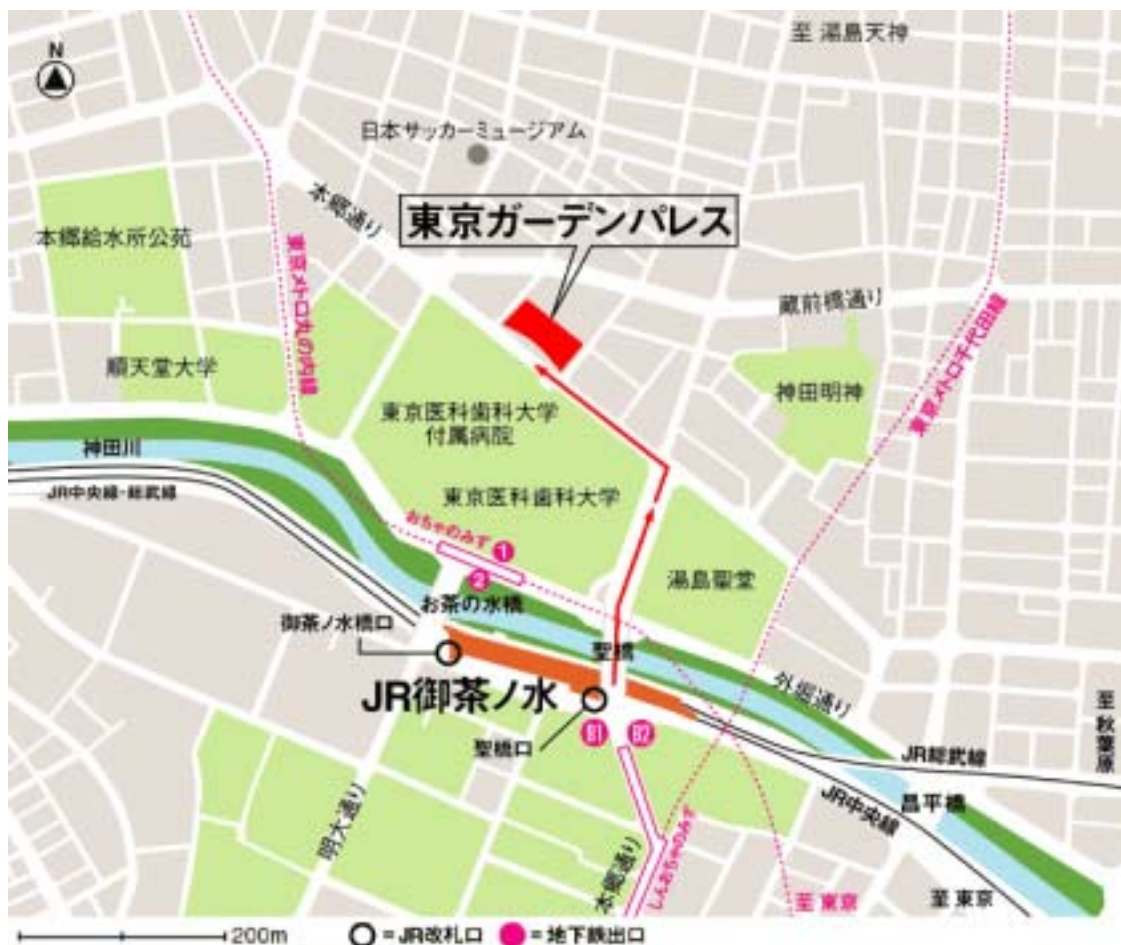 至 湯島天神
N
日本サッカーミュージアム
本郷通り
東京ガーデンパレス
本郷給水所公苑
東京メトロ丸の内線
蔵前橋通り
東京メトロ千代田線
順天堂大学
神田明神
東京医科歯科大学
付属病院
神田川
JR中央線・総武線
東京医科歯科大学
おちゃのみず
1
2
湯島聖堂
お茶の水橋
御茶ノ水橋口
聖橋
JR御茶ノ水
外堀通り
至 秋葉原
聖橋口
B1
B2
JR総武線
昌平橋
JR中央線
明大通り
本郷通り
しんおちゃのみず
至 東京
至 東京
200m
= JR改札口
= 地下鉄出口